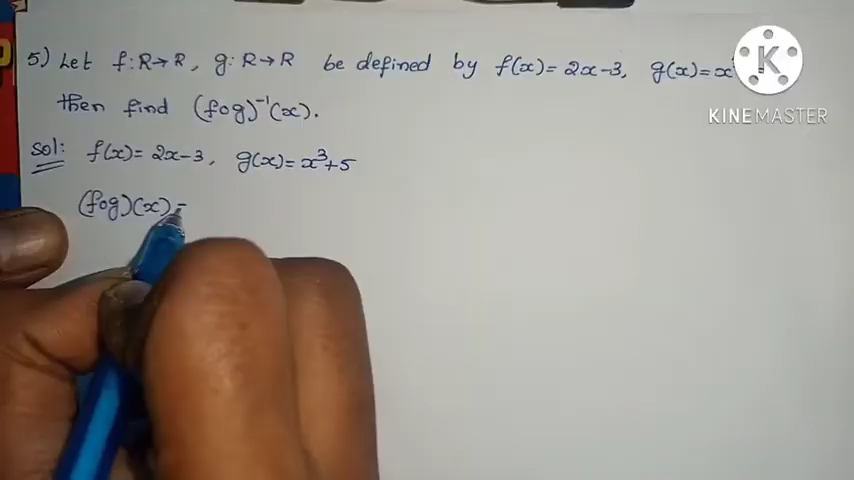 5) Let f:R→R, g:R→R be defined by f(x)=2x-3, g(x)=x
then find (fog)⁻¹(x).
Sol: f(x)=2x-3, g(x)=x³+5
(fog)(x)=
K
KINEMASTER